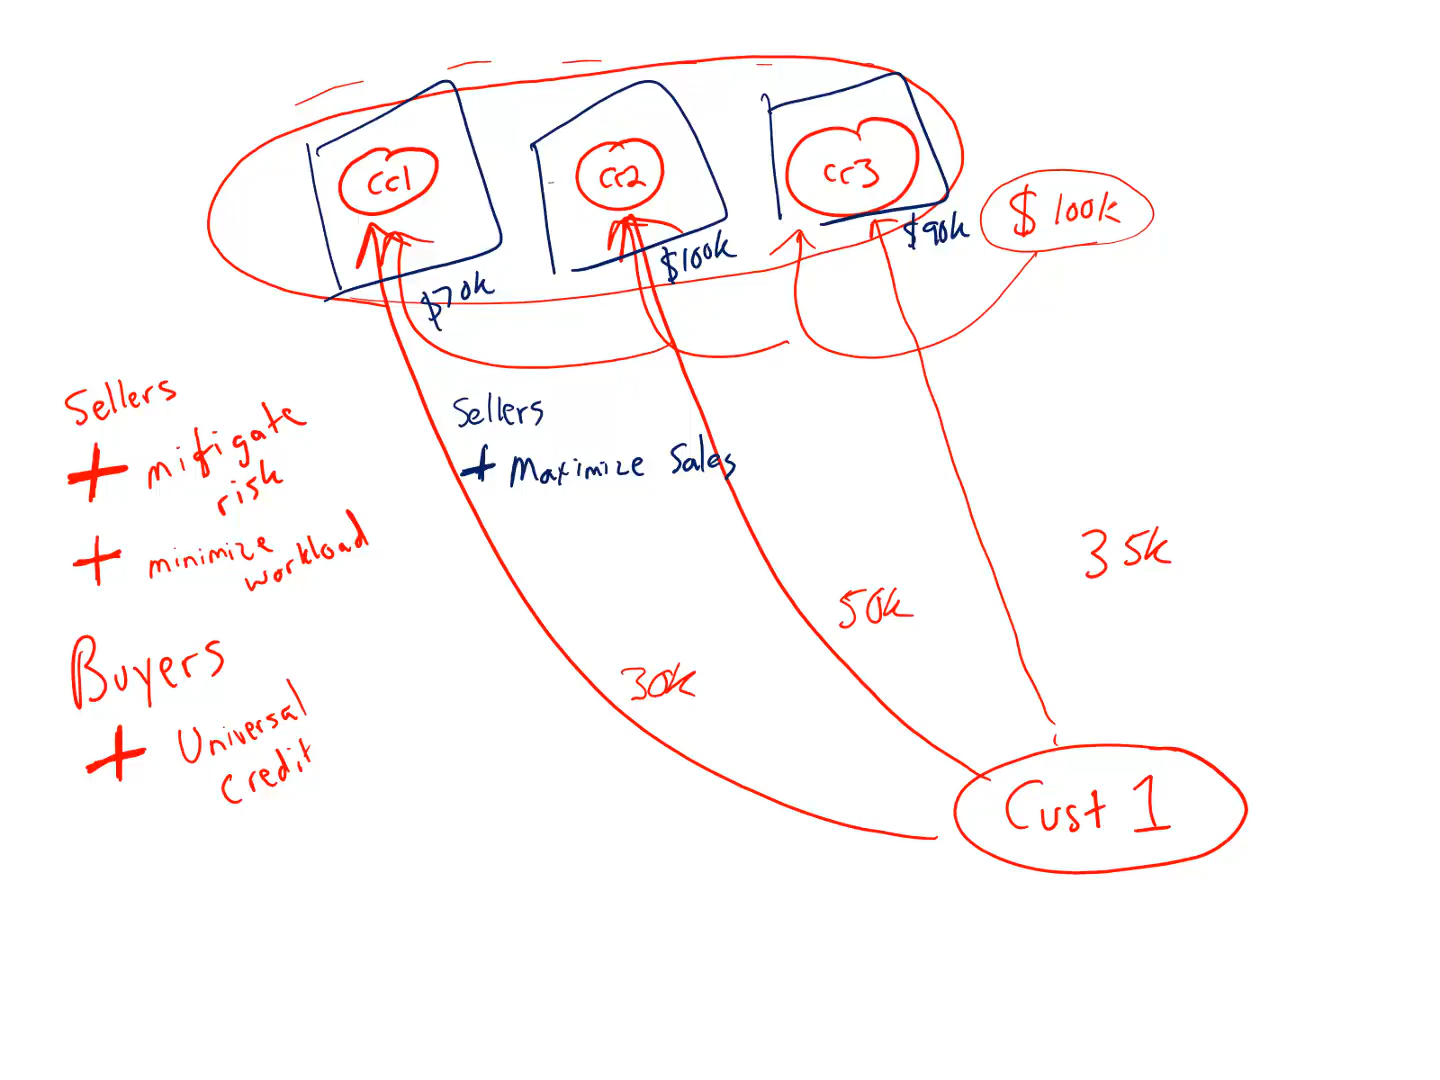 cc1
cc2
cc3
$70k
$100k
$90k
$100k
Sellers
+ mitigate
risk
+ minimize
workload
Sellers
+ Maximize Sales
Buyers
+ Universal
credit
30k
50k
35k
Cust 1